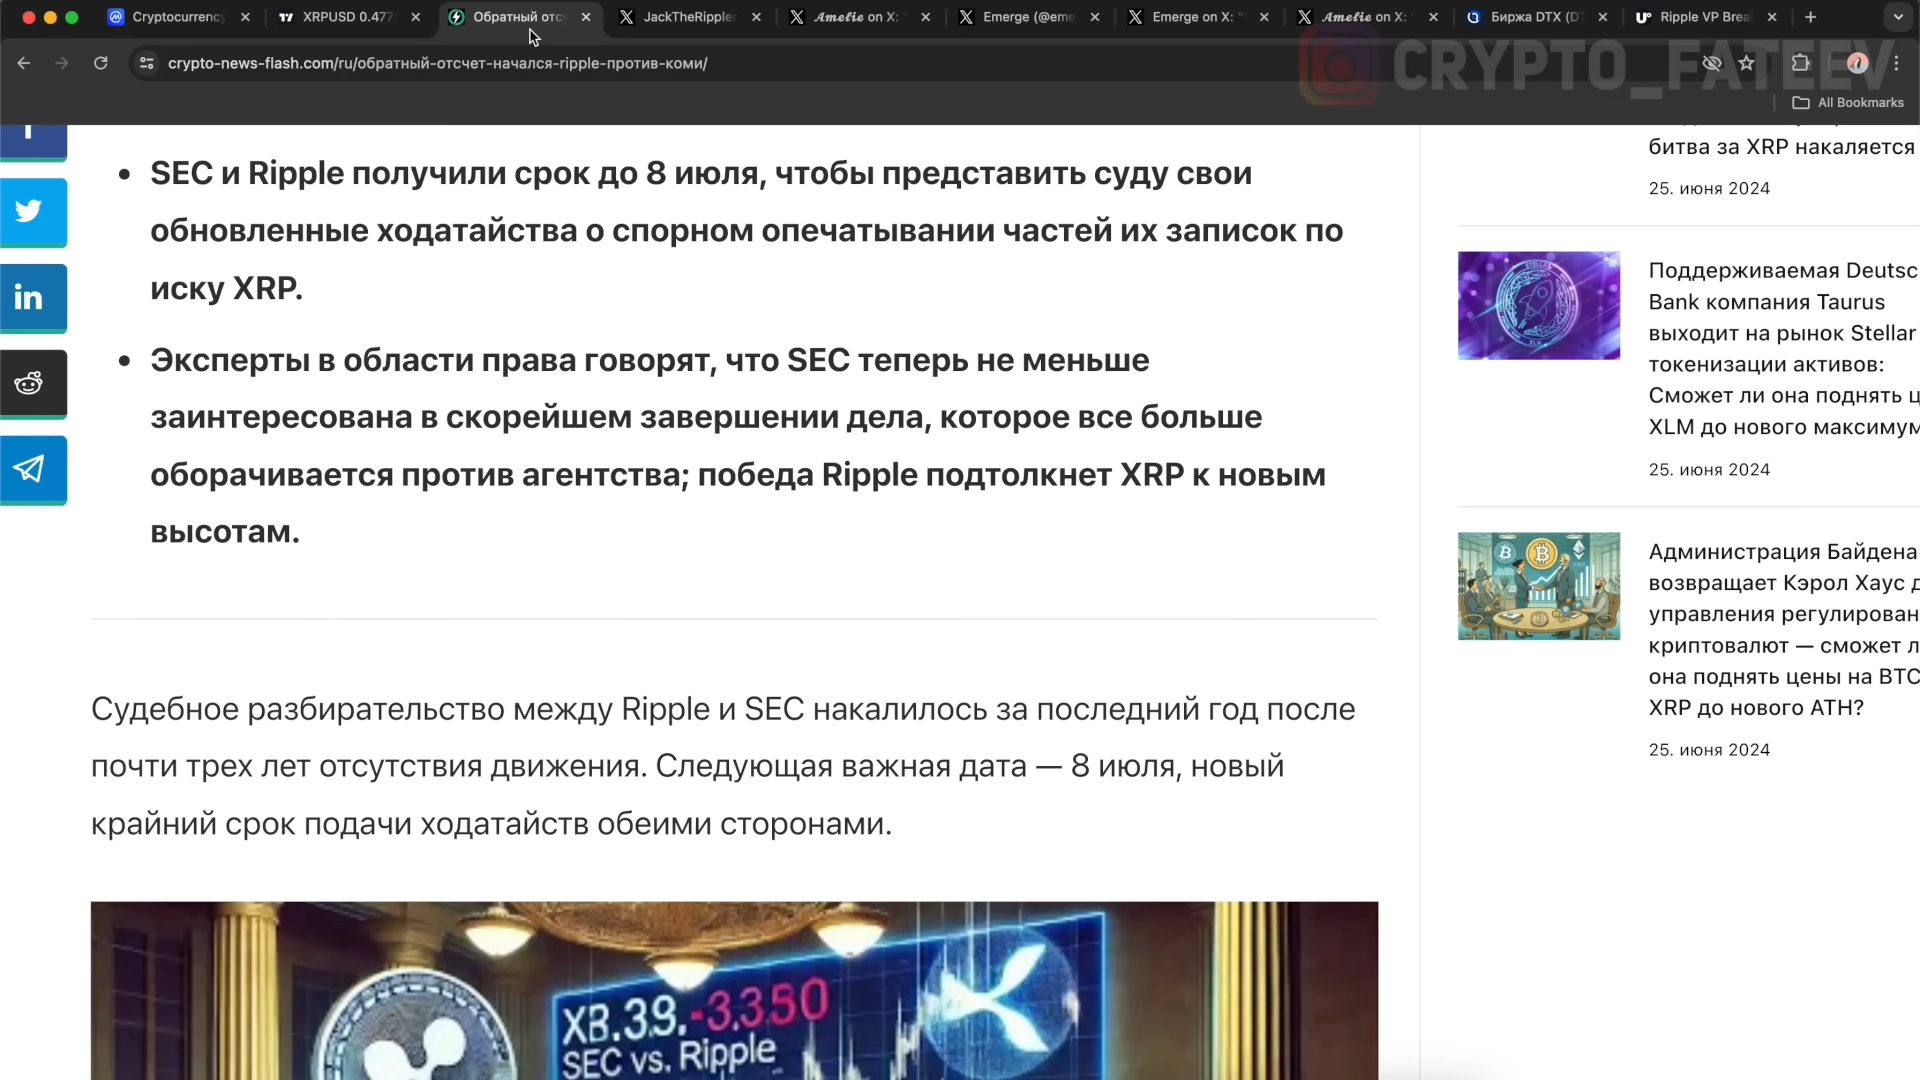 Cryptocurrency
XRPUSD 0.477
Обратный отс
JackTheRippler
Amelie on X: "
Emerge (@eme
Emerge on X: "
Amelie on X: "
Биржа DTX (DT
Ripple VP Brea
crypto-news-flash.com/ru/обратный-отсчет-начался-ripple-против-коми/
CRYPTO_FATEEV
All Bookmarks
SEC и Ripple получили срок до 8 июля, чтобы представить суду свои
обновленные ходатайства о спорном опечатывании частей их записок по
иску XRP.
Эксперты в области права говорят, что SEC теперь не меньше
заинтересована в скорейшем завершении дела, которое все больше
оборачивается против агентства; победа Ripple подтолкнет XRP к новым
высотам.
Судебное разбирательство между Ripple и SEC накалилось за последний год после
почти трех лет отсутствия движения. Следующая важная дата — 8 июля, новый
крайний срок подачи ходатайств обеими сторонами.
XB.39.-3.350
SEC vs. Ripple
битва за XRP накаляется
25. июня 2024
Поддерживаемая Deutsc
Bank компания Taurus
выходит на рынок Stellar
токенизации активов:
Сможет ли она поднять ц
XLM до нового максимум
25. июня 2024
Администрация Байдена
возвращает Кэрол Хаус д
управления регулирован
криптовалют — сможет л
она поднять цены на BTC
XRP до нового ATH?
25. июня 2024